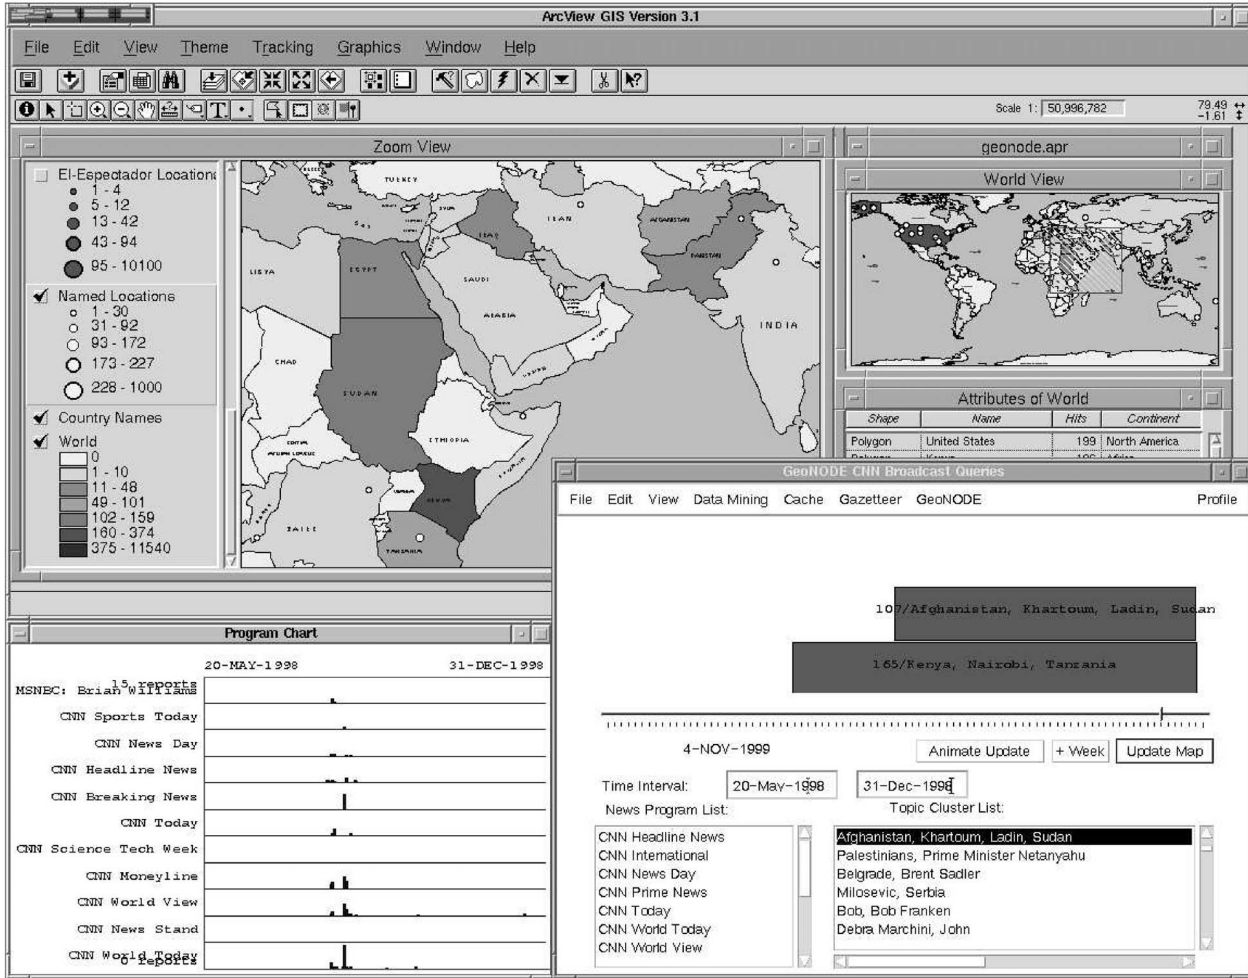 ArcView GIS Version 3.1
File Edit View Theme Tracking Graphics Window Help
Scale 1: 50,996,782
79.49
-1.61
Zoom View
El-Espectador Locations
1 - 4
5 - 12
13 - 42
43 - 94
95 - 10100
Named Locations
1 - 30
31 - 92
93 - 172
173 - 227
228 - 1000
Country Names
World
0
1 - 10
11 - 48
49 - 101
102 - 159
160 - 374
375 - 11540
TURKEY
SYRIA
IRAQ
IRAN
AFGHANISTAN
PAKISTAN
LIBYA
EGYPT
SAUDI
ARABIA
INDIA
CHAD
SUDAN
ETHIOPIA
ZAIRE
TANZANIA
geonode.apr
World View
Attributes of World
Shape Name Hits Continent
Polygon United States 199 North America
GeoNODE CNN Broadcast Queries
File Edit View Data Mining Cache Gazetteer GeoNODE Profile
107/Afghanistan, Khartoum, Ladin, Sudan
165/Kenya, Nairobi, Tanzania
4-NOV-1999
Animate Update
+ Week
Update Map
Time Interval: 20-May-1998 31-Dec-1998
News Program List:
CNN Headline News
CNN International
CNN News Day
CNN Prime News
CNN Today
CNN World Today
CNN World View
Topic Cluster List:
Afghanistan, Khartoum, Ladin, Sudan
Palestinians, Prime Minister Netanyahu
Belgrade, Brent Sadler
Milosevic, Serbia
Bob, Bob Franken
Debra Marchini, John
Program Chart
20-MAY-1998 31-DEC-1998
15 reports
MSNBC: Brian Williams
CNN Sports Today
CNN News Day
CNN Headline News
CNN Breaking News
CNN Today
CNN Science Tech Week
CNN Moneyline
CNN World View
CNN News Stand
CNN World Today
0 reports